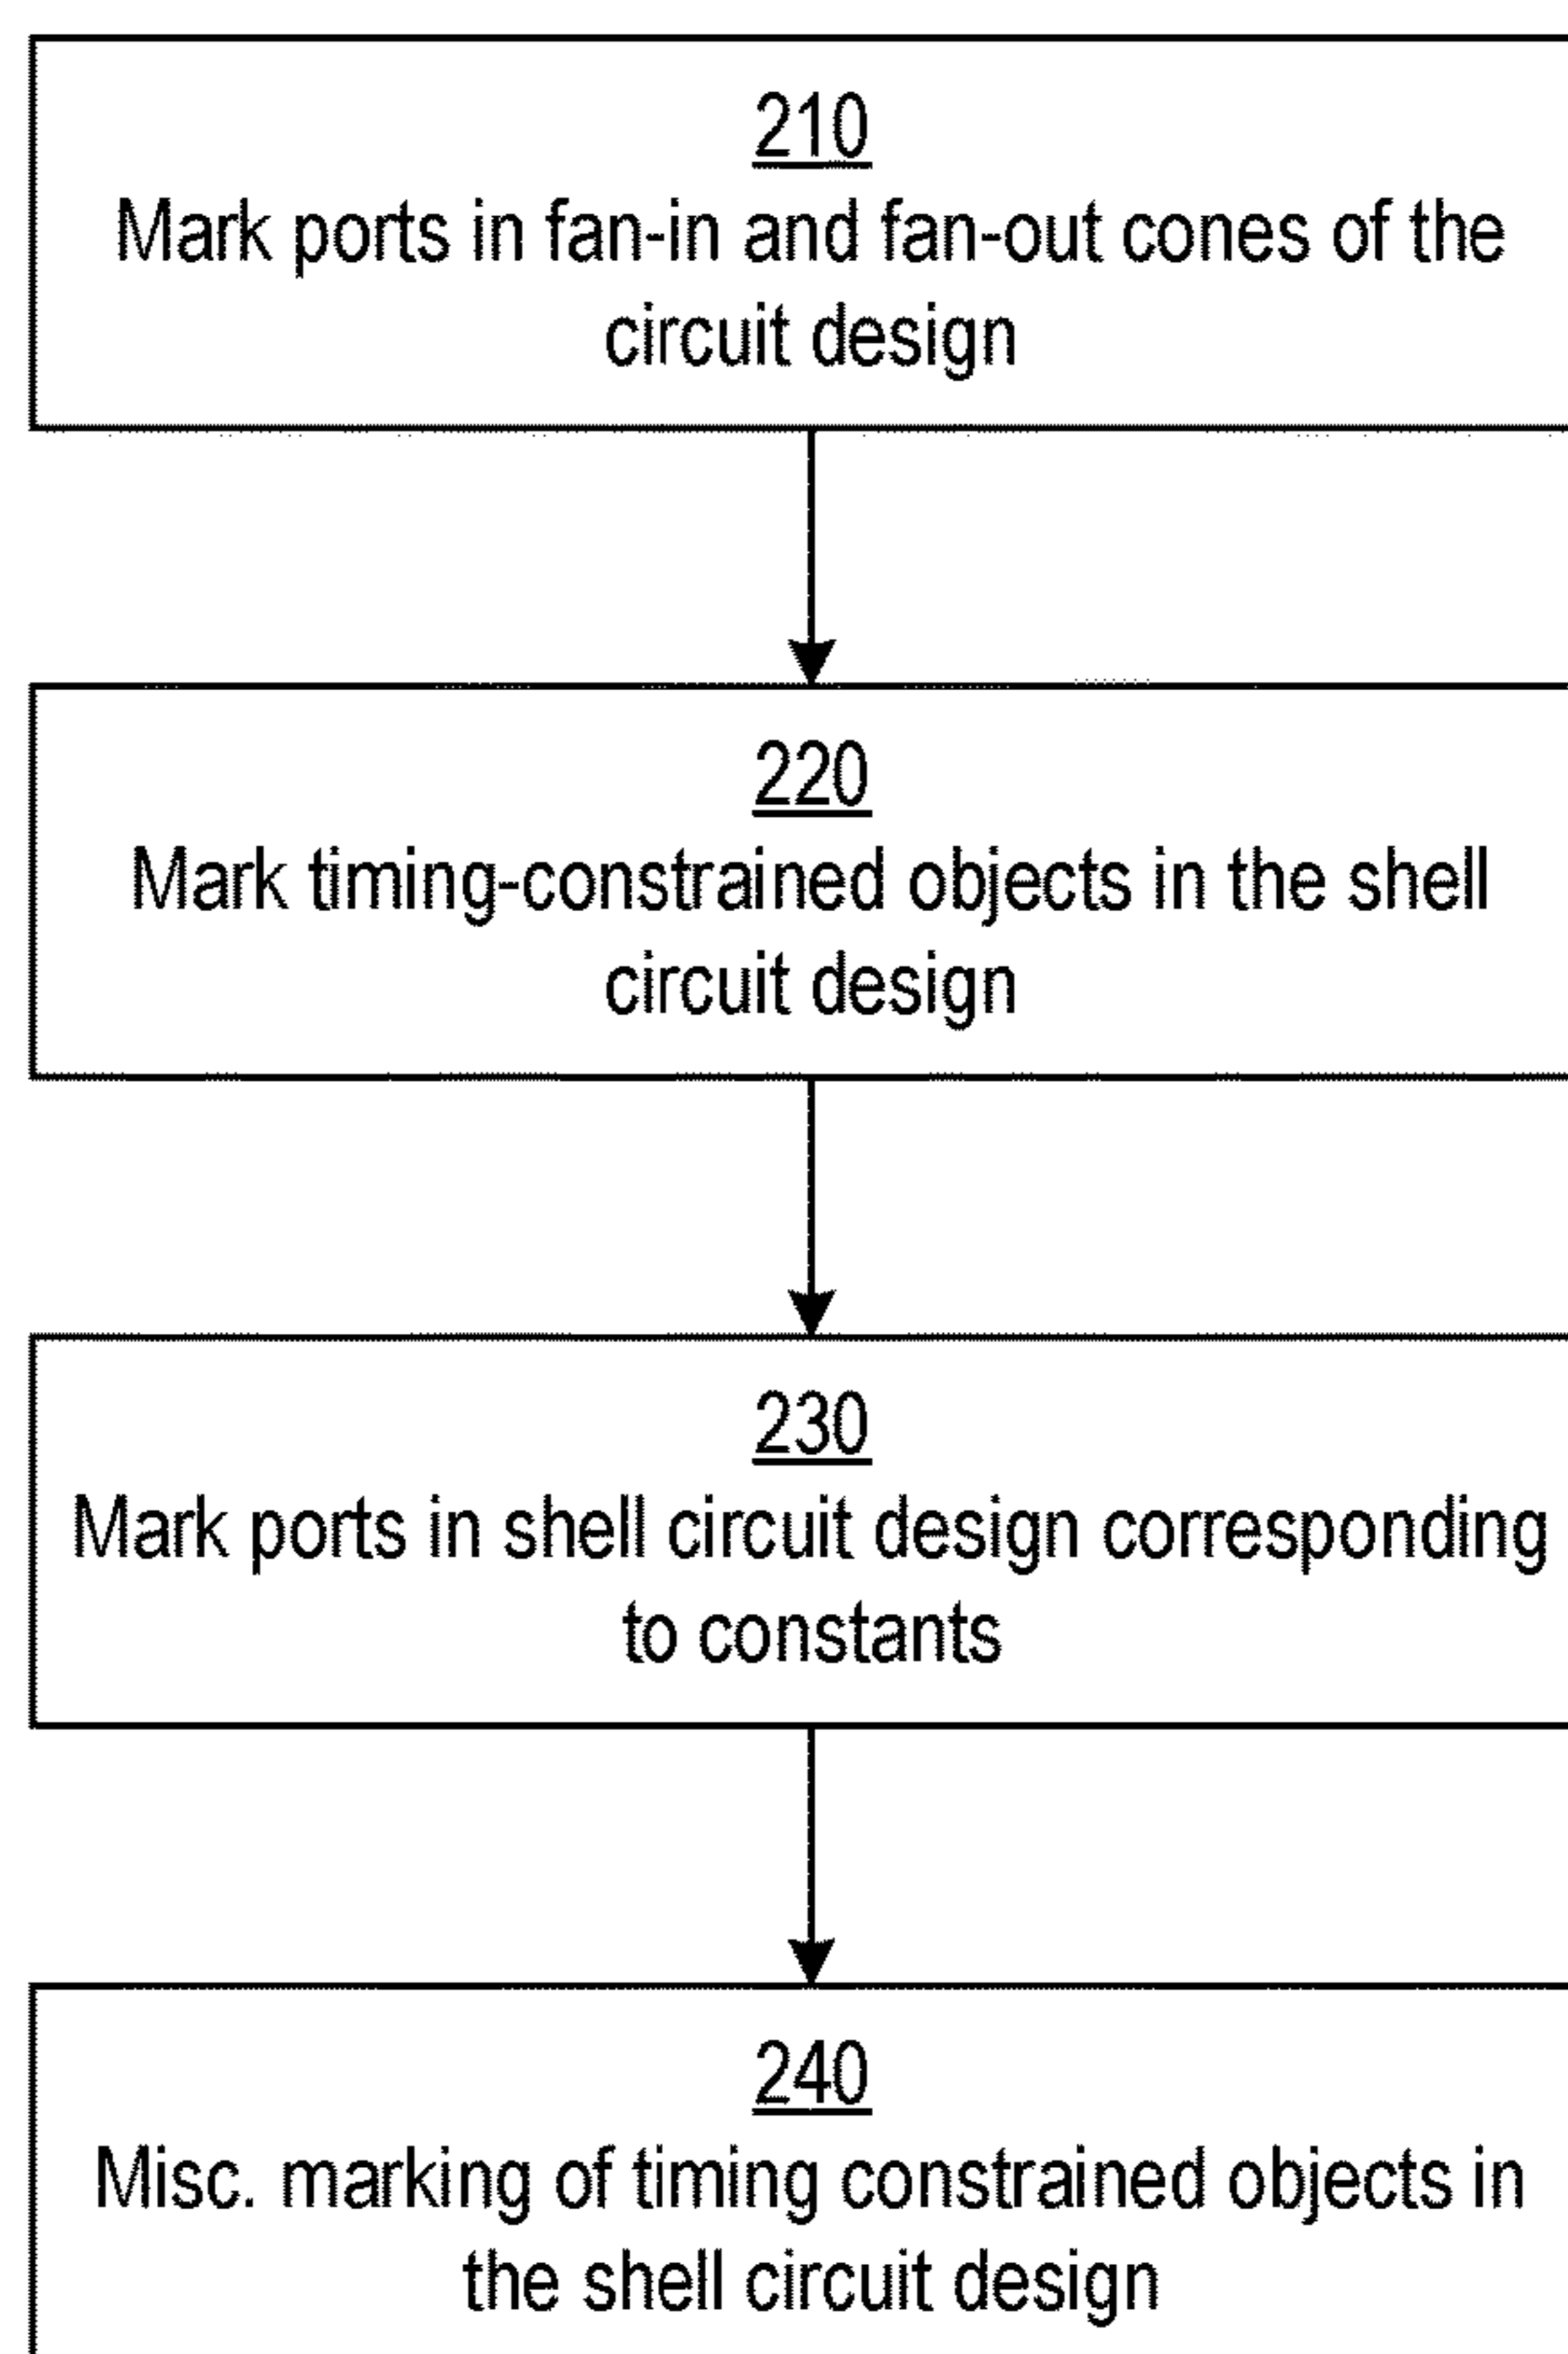 210
Mark ports in fan-in and fan-out cones of the
circuit design
220
Mark timing-constrained objects in the shell
circuit design
230
Mark ports in shell circuit design corresponding
to constants
240
Misc. marking of timing constrained objects in
the shell circuit design